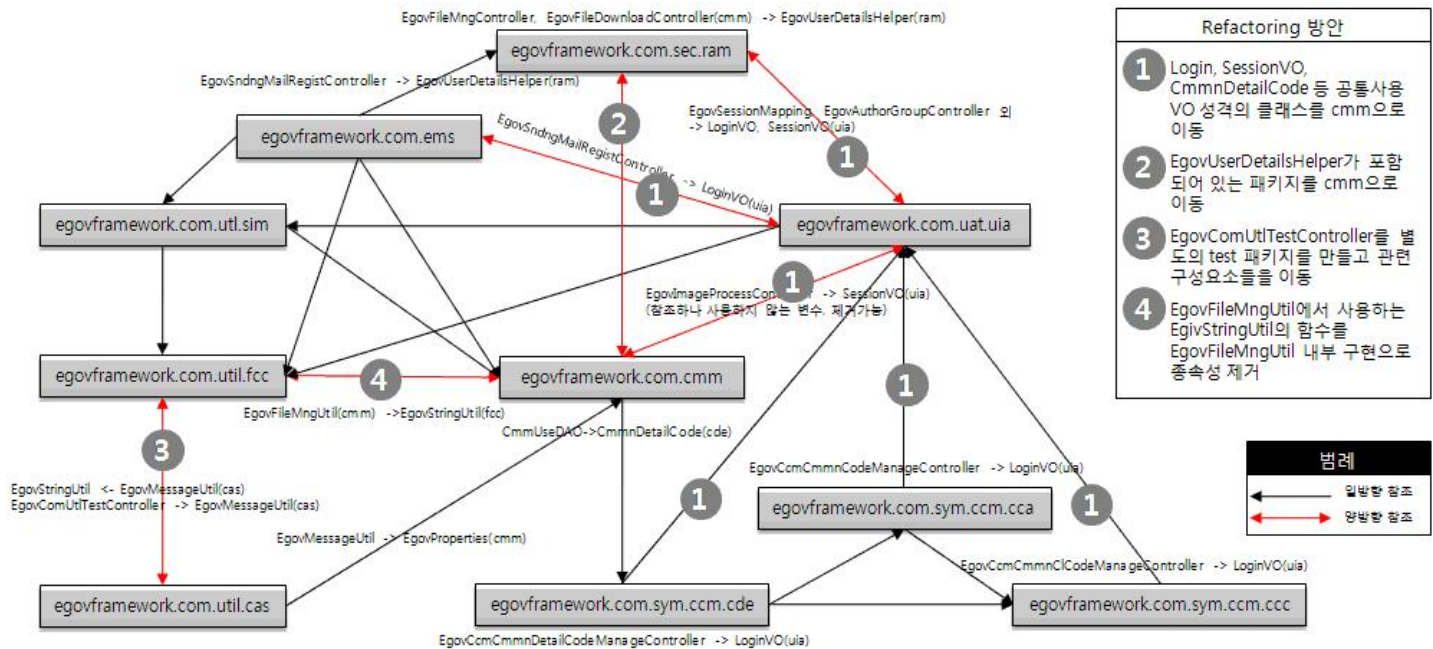 EgovFileMngController, EgovFileDownloadController(cmm) -> EgovUserDetailsHelper(ram)
egovframework.com.sec.ram
EgovSndngMailRegistController -> EgovUserDetailsHelper(ram)
egovframework.com.ems
2
EgovSessionMapping, EgovAuthorGroupController 외
-> LoginVO, SessionVO(uia)
1
EgovSndngMailRegistController -> LoginVO(uia)
1
egovframework.com.utl.sim
egovframework.com.uat.uia
1
EgovImageProcessCon -> SessionVO(uia)
(참조하나 사용하지 않는 변수, 제거가능)
egovframework.com.util.fcc
4
egovframework.com.cmm
1
EgovFileMngUtil(cmm) ->EgovStringUtil(fcc)
CmmUseDAO->CmmnDetailCode(cde)
3
EgovStringUtil <- EgovMessageUtil(cas)
EgovComUtlTestController -> EgovMessageUtil(cas)
EgovCcmCmmnCodeManageController -> LoginVO(uia)
1
1
egovframework.com.sym.ccm.cca
EgovMessageUtil -> EgovProperties(cmm)
EgovCcmCmmnClCodeManageController -> LoginVO(uia)
egovframework.com.util.cas
egovframework.com.sym.ccm.cde
egovframework.com.sym.ccm.ccc
EgovCcmCmmnDetailCodeManageController -> LoginVO(uia)
Refactoring 방안
1 Login, SessionVO,
CmmnDetailCode 등 공통사용
VO 성격의 클래스를 cmm으로
이동
2 EgovUserDetailsHelper가 포함
되어 있는 패키지를 cmm으로
이동
3 EgovComUtlTestController를 별
도의 test 패키지를 만들고 관련
구성요소들을 이동
4 EgovFileMngUtil에서 사용하는
EgivStringUtil의 함수를
EgovFileMngUtil 내부 구현으로
종속성 제거
범례
일방향 참조
양방향 참조